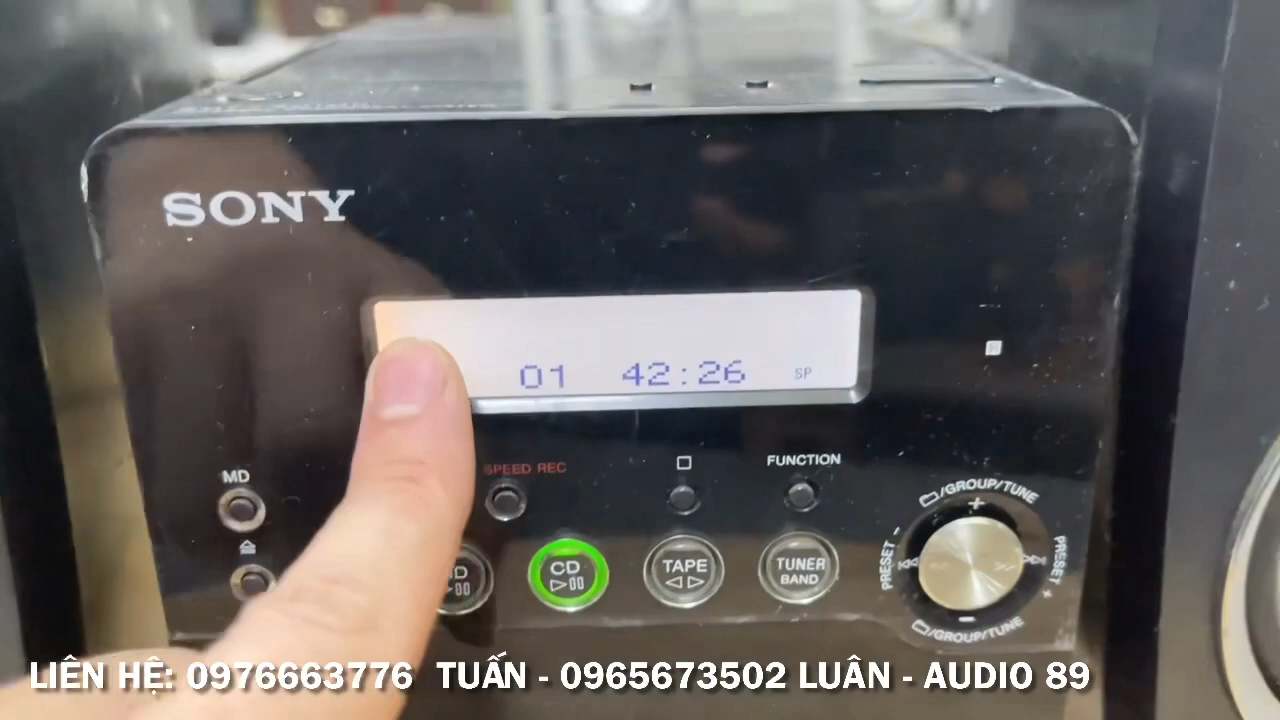 SONY
01 42:26 SP
MD
SPEED REC
FUNCTION
CD
TAPE
TUNER
BAND
/GROUP/TUNE
+
PRESET -
PRESET +
-
/GROUP/TUNE
LIÊN HỆ: 0976663776 TUẤN - 0965673502 LUÂN - AUDIO 89